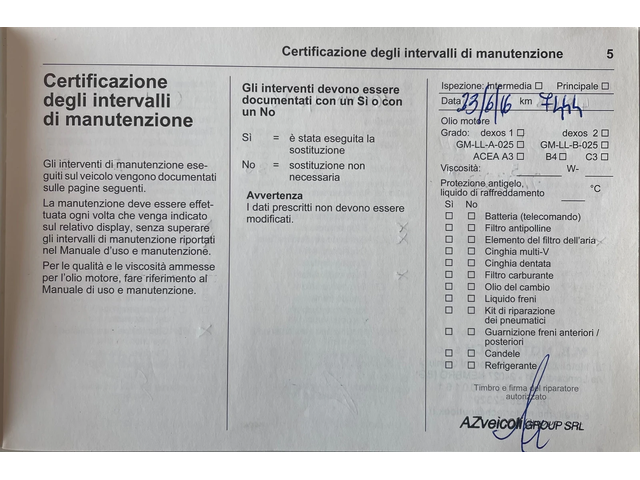 Certificazione degli intervalli di manutenzione 5
Certificazione
degli intervalli
di manutenzione
Gli interventi di manutenzione ese-
guiti sul veicolo vengono documentati
sulle pagine seguenti.
La manutenzione deve essere effet-
tuata ogni volta che venga indicato
sul relativo display, senza superare
gli intervalli di manutenzione riportati
nel Manuale d'uso e manutenzione.
Per le qualità e le viscosità ammesse
per l'olio motore, fare riferimento al
Manuale di uso e manutenzione.
Gli interventi devono essere
documentati con un Sì o con
un No
Sì = è stata eseguita la
sostituzione
No = sostituzione non
necessaria
Avvertenza
I dati prescritti non devono essere
modificati.
Ispezione: Intermedia ☐ Principale ☐
Data 23/6/16 km 7444
Olio motore
Grado: dexos 1 ☐ dexos 2 ☐
GM-LL-A-025 ☐ GM-LL-B-025 ☐
ACEA A3 ☐ B4 ☐ C3 ☐
Viscosità: W-
Protezione antigelo,
liquido di raffreddamento °C
Sì No
☐ ☐ Batteria (telecomando)
☐ ☐ Filtro antipolline
☐ ☐ Elemento del filtro dell'aria
☐ ☐ Cinghia multi-V
☐ ☐ Cinghia dentata
☐ ☐ Filtro carburante
☐ ☐ Olio del cambio
☐ ☐ Liquido freni
☐ ☐ Kit di riparazione
dei pneumatici
☐ ☐ Guarnizione freni anteriori /
posteriori
☐ ☐ Candele
☐ ☐ Refrigerante
Timbro e firma del riparatore
autorizzato
AZveicoli GROUP SRL